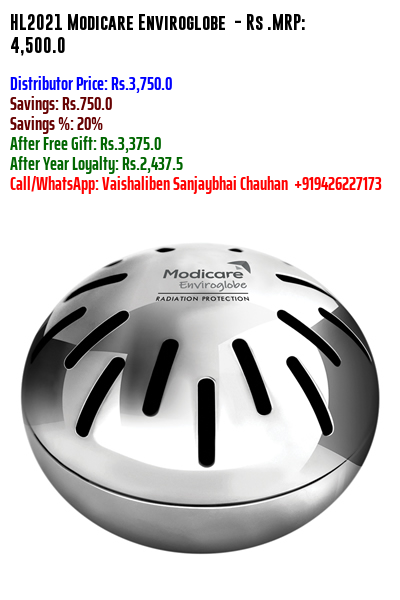 HL2021 Modicare Enviroglobe - Rs .MRP:
4,500.0
Distributor Price: Rs.3,750.0
Savings: Rs.750.0
Savings %: 20%
After Free Gift: Rs.3,375.0
After Year Loyalty: Rs.2,437.5
Call/WhatsApp: Vaishaliben Sanjaybhai Chauhan +919426227173
Modicare
Enviroglobe
RADIATION PROTECTION